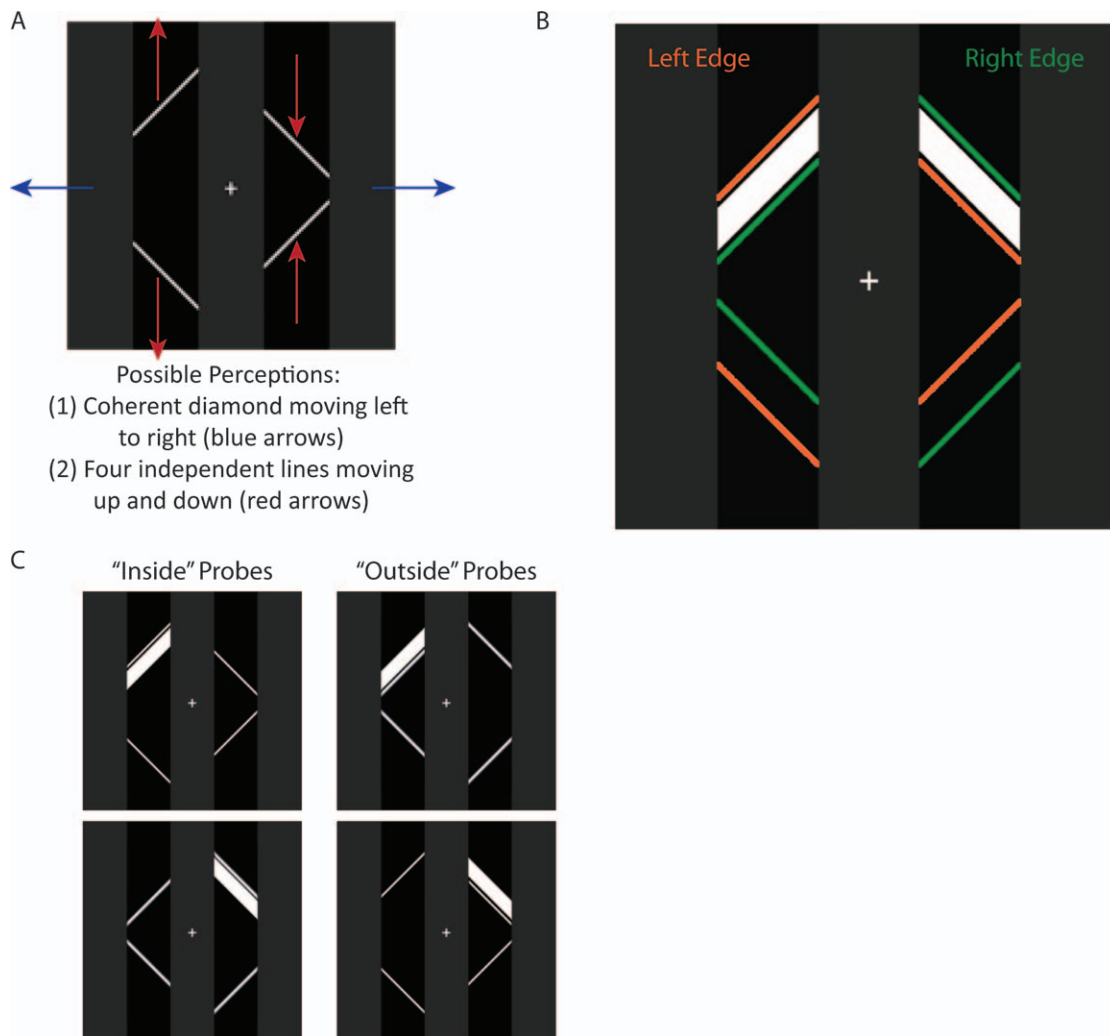 A
Possible Perceptions:
(1) Coherent diamond moving left
to right (blue arrows)
(2) Four independent lines moving
up and down (red arrows)
B
Left Edge
Right Edge
C
“Inside” Probes
“Outside” Probes